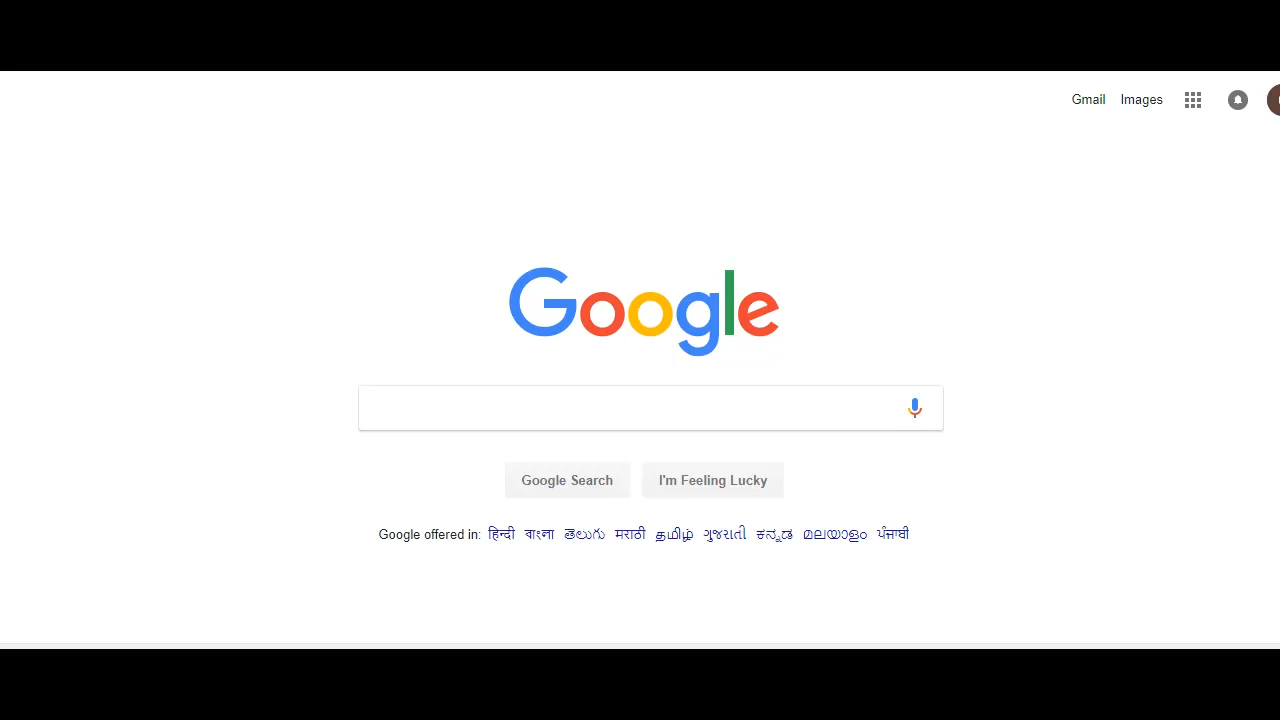 Gmail Images
Google
Google Search I'm Feeling Lucky
Google offered in: हिन्दी বাংলা తెలుగు मराठी தமிழ் ગુજરાતી ಕನ್ನಡ മലയാളം ਪੰਜਾਬੀ